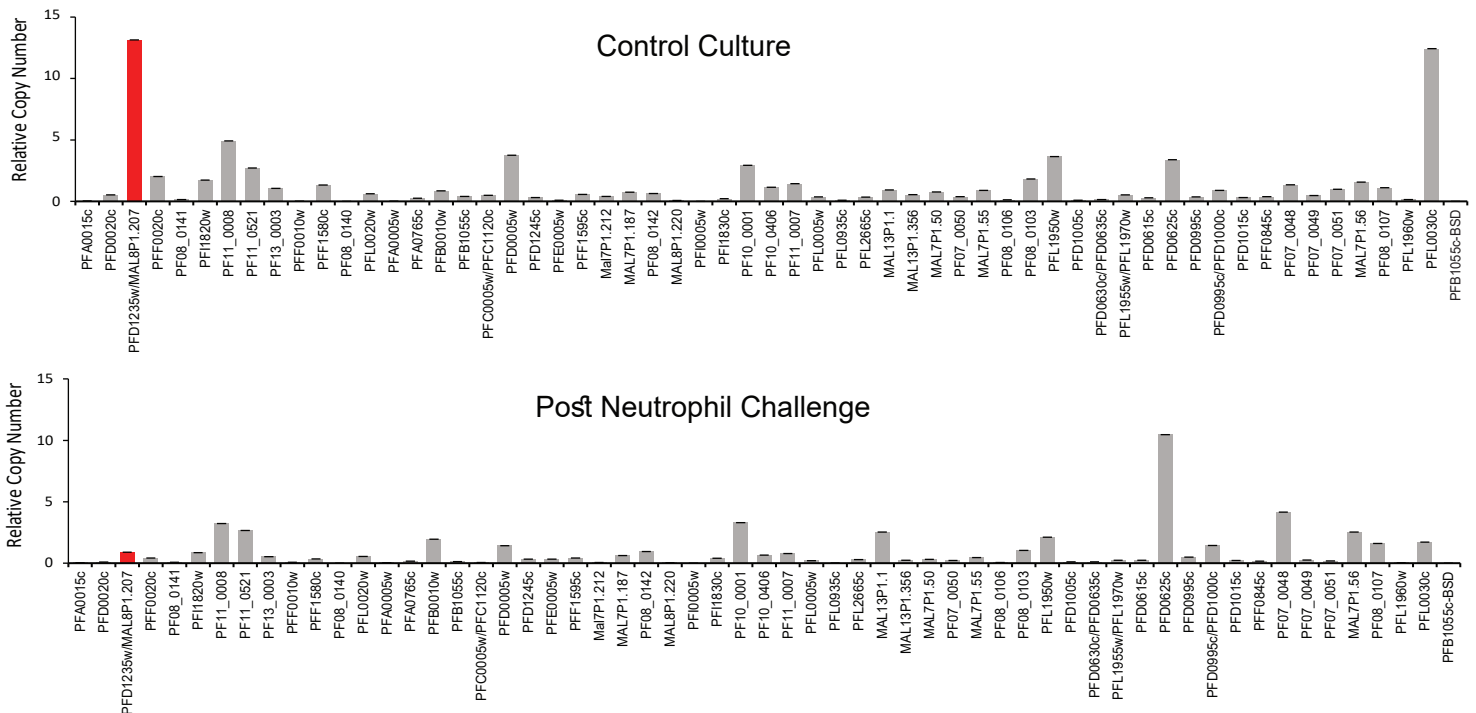 Control Culture
Relative Copy Number
15
10
5
0
PFA0015c
PFD0020c
PFD1235w/MAL8P1.207
PFF0020c
PF08_0141
PFI1820w
PF11_0008
PF11_0521
PF13_0003
PFF0010w
PFF1580c
PF08_0140
PFL0020w
PFA0005w
PFA0765c
PFB0010w
PFB1055c
PFC0005w/PFC1120c
PFD0005w
PFD1245c
PFE0005w
PFF1595c
Mal7P1.212
MAL7P1.187
PF08_0142
MAL8P1.220
PFI0005w
PFI1830c
PF10_0001
PF10_0406
PF11_0007
PFL0005w
PFL0935c
PFL2665c
MAL13P1.1
MAL13P1.356
MAL7P1.50
PF07_0050
MAL7P1.55
PF08_0106
PF08_0103
PFL1950w
PFD1005c
PFD0630c/PFD0635c
PFL1955w/PFL1970w
PFD0615c
PFD0625c
PFD0995c
PFD0995c/PFD1000c
PFD1015c
PFF0845c
PF07_0048
PF07_0049
PF07_0051
MAL7P1.56
PF08_0107
PFL1960w
PFL0030c
PFB1055c-BSD
Post Neutrophil Challenge
Relative Copy Number
15
10
5
0
PFA0015c
PFD0020c
PFD1235w/MAL8P1.207
PFF0020c
PF08_0141
PFI1820w
PF11_0008
PF11_0521
PF13_0003
PFF0010w
PFF1580c
PF08_0140
PFL0020w
PFA0005w
PFA0765c
PFB0010w
PFB1055c
PFC0005w/PFC1120c
PFD0005w
PFD1245c
PFE0005w
PFF1595c
Mal7P1.212
MAL7P1.187
PF08_0142
MAL8P1.220
PFI0005w
PFI1830c
PF10_0001
PF10_0406
PF11_0007
PFL0005w
PFL0935c
PFL2665c
MAL13P1.1
MAL13P1.356
MAL7P1.50
PF07_0050
MAL7P1.55
PF08_0106
PF08_0103
PFL1950w
PFD1005c
PFD0630c/PFD0635c
PFL1955w/PFL1970w
PFD0615c
PFD0625c
PFD0995c
PFD0995c/PFD1000c
PFD1015c
PFF0845c
PF07_0048
PF07_0049
PF07_0051
MAL7P1.56
PF08_0107
PFL1960w
PFL0030c
PFB1055c-BSD